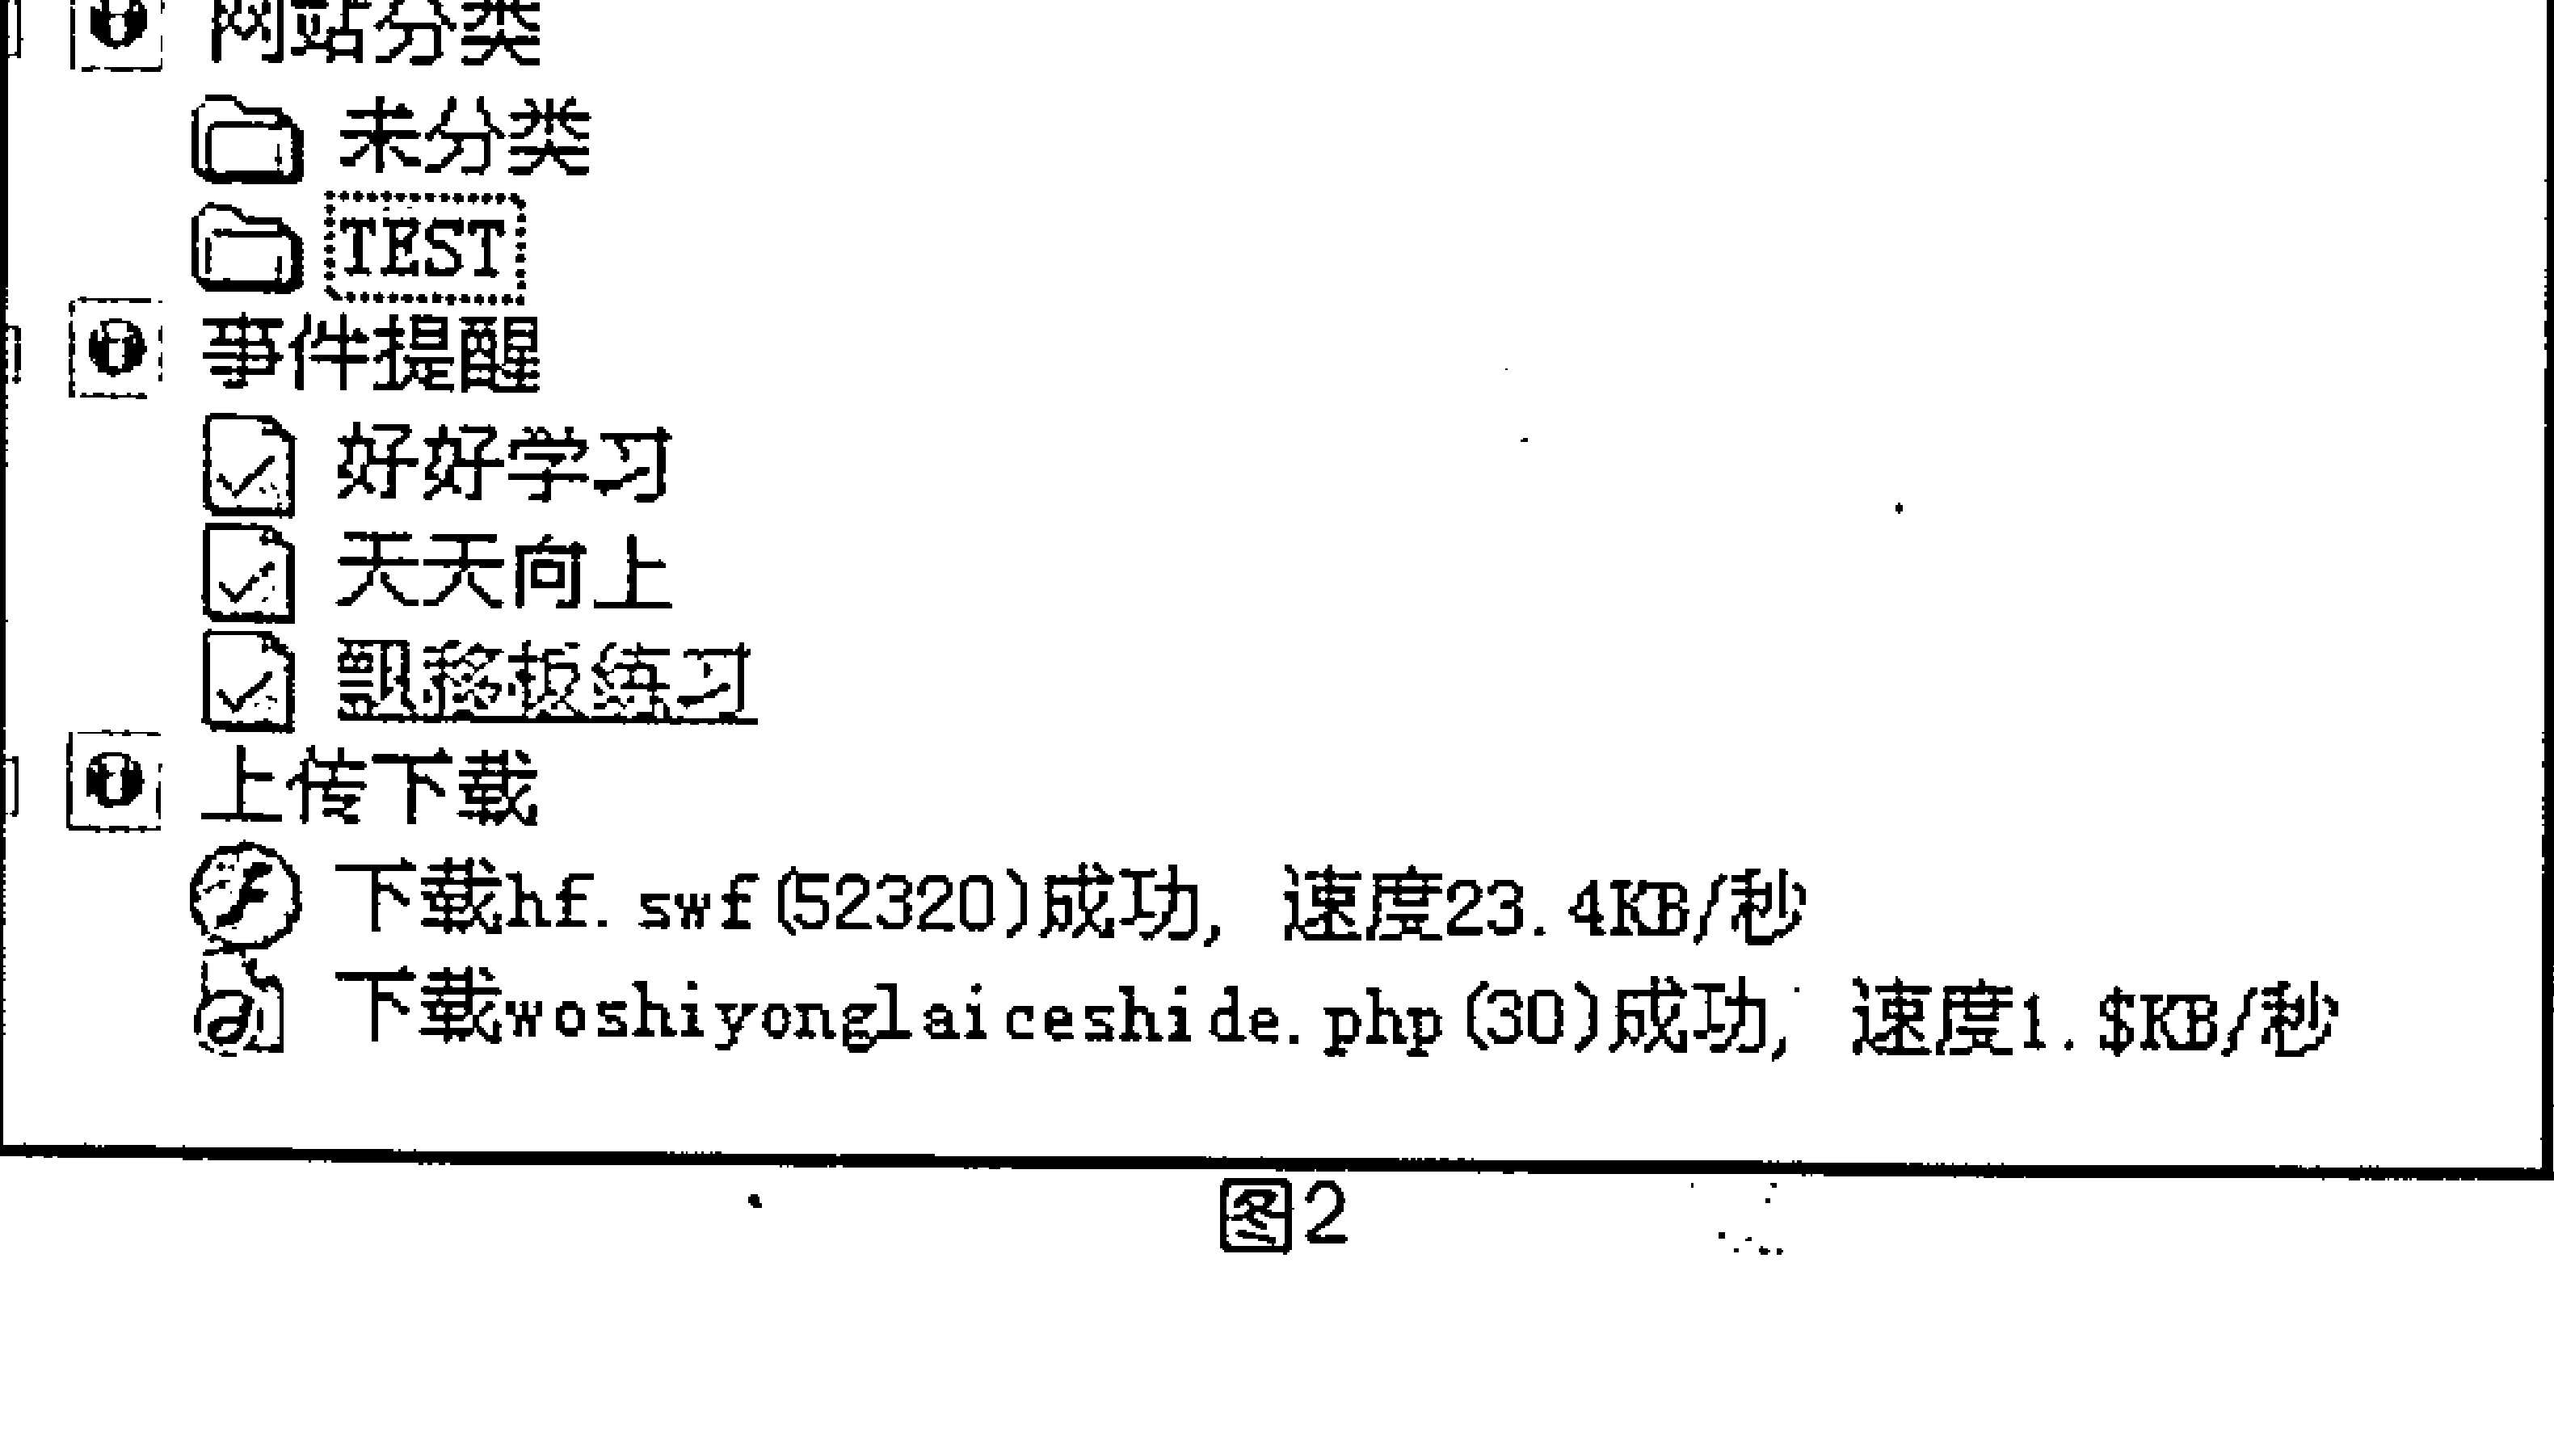 网站分类
未分类
TEST
事件提醒
好好学习
天天向上
飘移板练习
上传下载
下载hf.swf(52320)成功，速度23.4KB/秒
下载woshiyonglaiceshide.php(30)成功，速度1.$KB/秒
图2